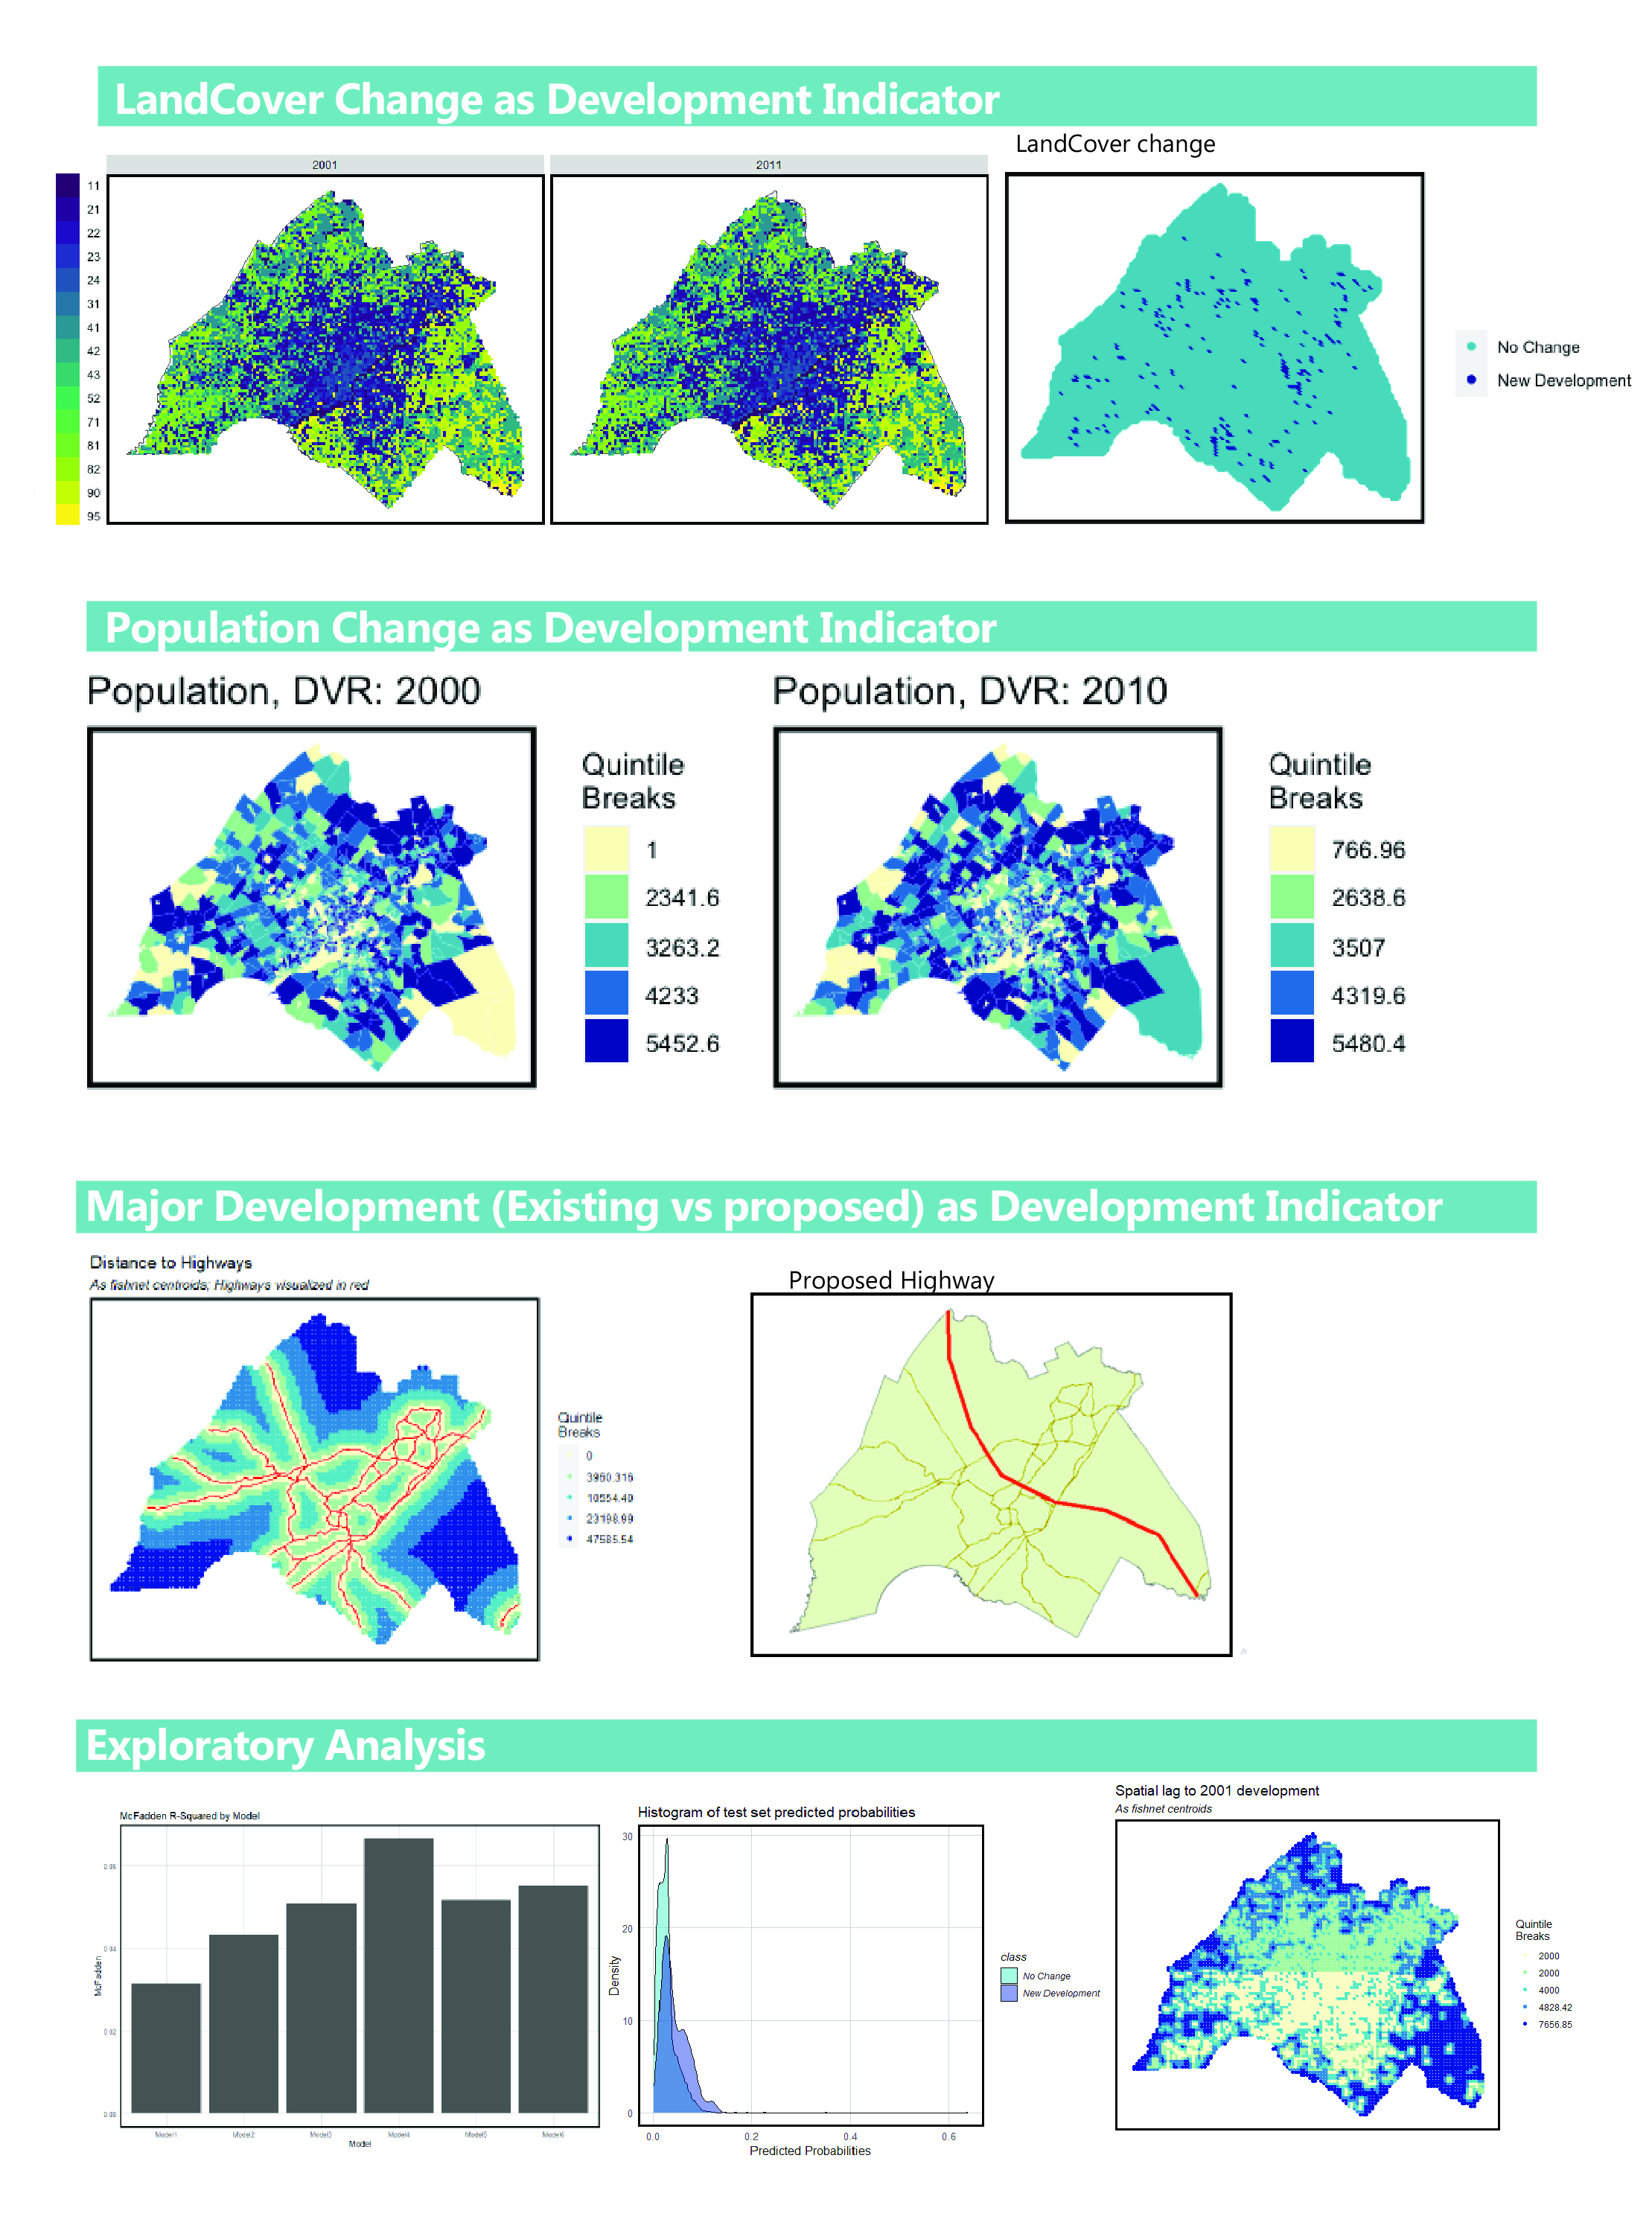 LandCover Change as Development Indicator
LandCover change
2001
2011
11
21
22
23
24
31
41
42
43
52
71
81
82
90
95
No Change
New Development
Population Change as Development Indicator
Population, DVR: 2000
Quintile
Breaks
1
2341.6
3263.2
4233
5452.6
Population, DVR: 2010
Quintile
Breaks
766.96
2638.6
3507
4319.6
5480.4
Major Development (Existing vs proposed) as Development Indicator
Distance to Highways
As fishnet centroids; Highways visualized in red
Quintile
Breaks
0
3960.316
10554.40
23198.99
47585.54
Proposed Highway
Exploratory Analysis
McFadden R-Squared by Model
McFadden
0.06
0.04
0.02
0.00
Model1
Model2
Model3
Model4
Model5
Model6
Model
Histogram of test set predicted probabilities
Density
30
20
10
0
0.0
0.2
0.4
0.6
Predicted Probabilities
class
No Change
New Development
Spatial lag to 2001 development
As fishnet centroids
Quintile
Breaks
2000
2000
4000
4828.42
7656.85